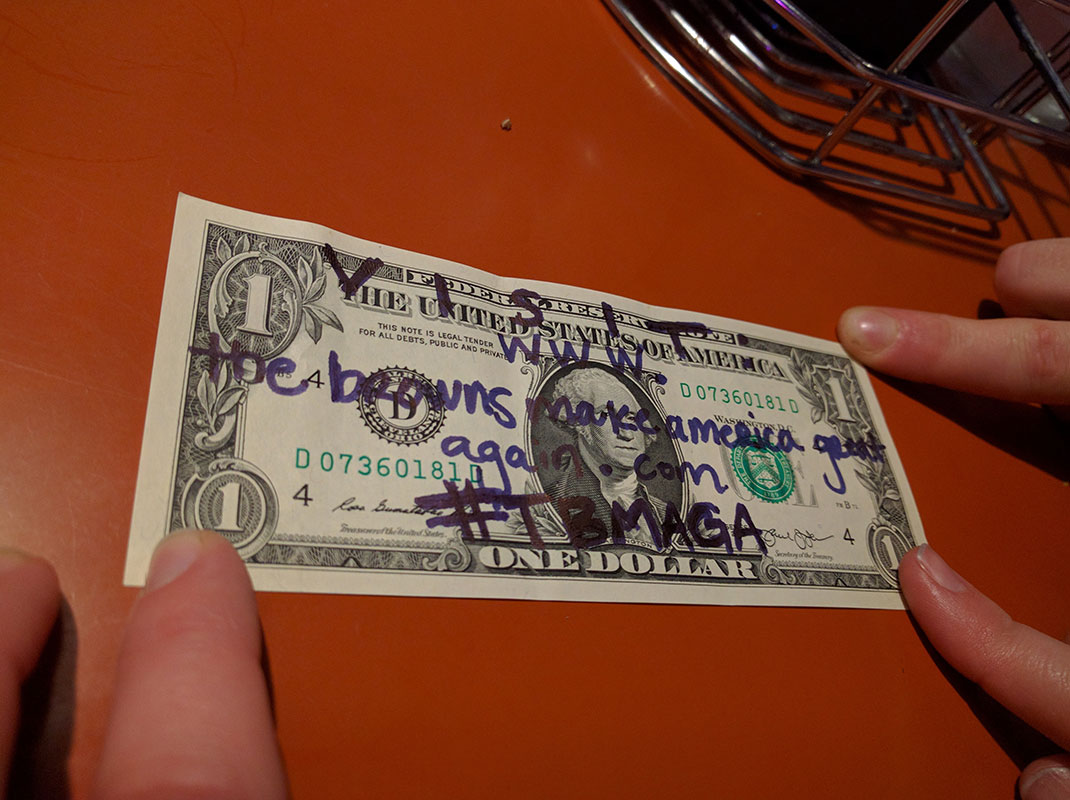 FEDERAL RESERVE NOTE
VISIT:
THE UNITED STATES OF AMERICA
THIS NOTE IS LEGAL TENDER
FOR ALL DEBTS, PUBLIC AND PRIVATE
www.
the browns make america great
again.com
#TBMAGA
D 07360181 D
WASHINGTON, D.C.
D 07360181 D
1
1
1
1
D
4
4
4
Treasurer of the United States.
Secretary of the Treasury.
ONE DOLLAR